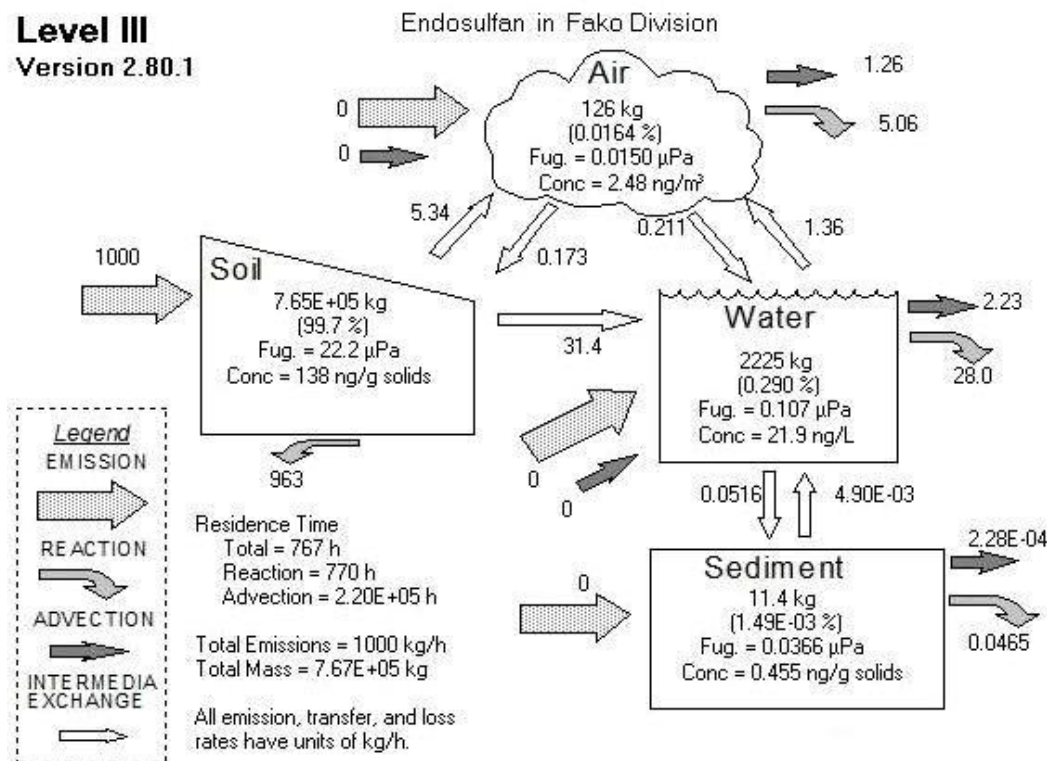 Level III
Version 2.80.1
Endosulfan in Fako Division
Air
126 kg
(0.0164 %)
Fug. = 0.0150 µPa
Conc = 2.48 ng/m³
0
0
1.26
5.06
5.34
0.173
0.211
1.36
1000
Soil
7.65E+05 kg
(99.7 %)
Fug. = 22.2 µPa
Conc = 138 ng/g solids
963
31.4
Water
2225 kg
(0.290 %)
Fug. = 0.107 µPa
Conc = 21.9 ng/L
2.23
28.0
0
0
0.0516
4.90E-03
Sediment
11.4 kg
(1.49E-03 %)
Fug. = 0.0366 µPa
Conc = 0.455 ng/g solids
0
2.28E-04
0.0465
Legend
EMISSION
REACTION
ADVECTION
INTERMEDIA
EXCHANGE
Residence Time
Total = 767 h
Reaction = 770 h
Advection = 2.20E+05 h
Total Emissions = 1000 kg/h
Total Mass = 7.67E+05 kg
All emission, transfer, and loss
rates have units of kg/h.